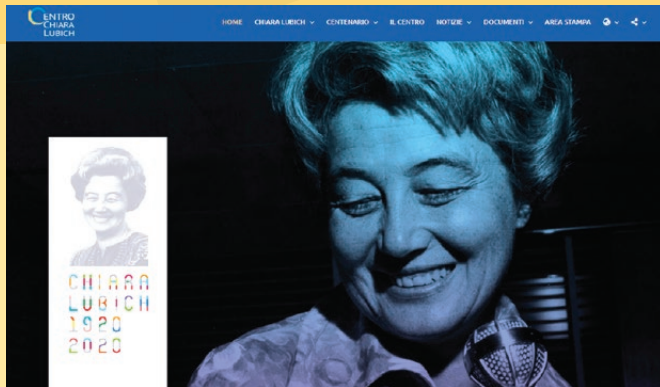 CENTRO
CHIARA
LUBICH
HOME CHIARA LUBICH CENTENARIO IL CENTRO NOTIZIE DOCUMENTI AREA STAMPA
CHIARA
LUBICH
1920
2020